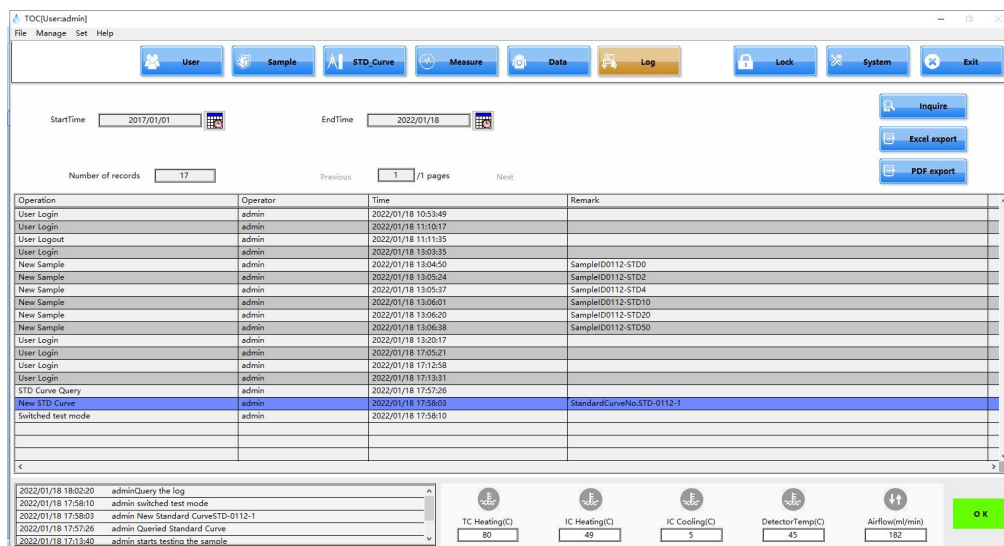 TOC[User:admin]
File Manage Set Help
User Sample STD_Curve Measure Data Log Lock System Exit
StartTime 2017/01/01 EndTime 2022/01/18 Inquire
Excel export
Number of records 17 Previous 1 /1 pages Next PDF export
Operation Operator Time Remark
User Login admin 2022/01/18 10:53:49
User Login admin 2022/01/18 11:10:17
User Logout admin 2022/01/18 11:11:35
User Login admin 2022/01/18 13:03:35
New Sample admin 2022/01/18 13:04:50 SampleID0112-STD0
New Sample admin 2022/01/18 13:05:24 SampleID0112-STD2
New Sample admin 2022/01/18 13:05:37 SampleID0112-STD4
New Sample admin 2022/01/18 13:06:01 SampleID0112-STD10
New Sample admin 2022/01/18 13:06:20 SampleID0112-STD20
New Sample admin 2022/01/18 13:06:38 SampleID0112-STD50
User Login admin 2022/01/18 13:20:17
User Login admin 2022/01/18 17:05:21
User Login admin 2022/01/18 17:12:58
User Login admin 2022/01/18 17:13:31
STD Curve Query admin 2022/01/18 17:57:26
New STD Curve admin 2022/01/18 17:58:03 StandardCurveNo.STD-0112-1
Switched test mode admin 2022/01/18 17:58:10
2022/01/18 18:02:20 adminQuery the log
2022/01/18 17:58:10 admin switched test mode
2022/01/18 17:58:03 admin New Standard CurveSTD-0112-1
2022/01/18 17:57:26 admin Queried Standard Curve
2022/01/18 17:13:40 admin starts testing the sample
TC Heating(C) IC Heating(C) IC Cooling(C) DetectorTemp(C) Airflow(ml/min)
80 49 5 45 182
O K